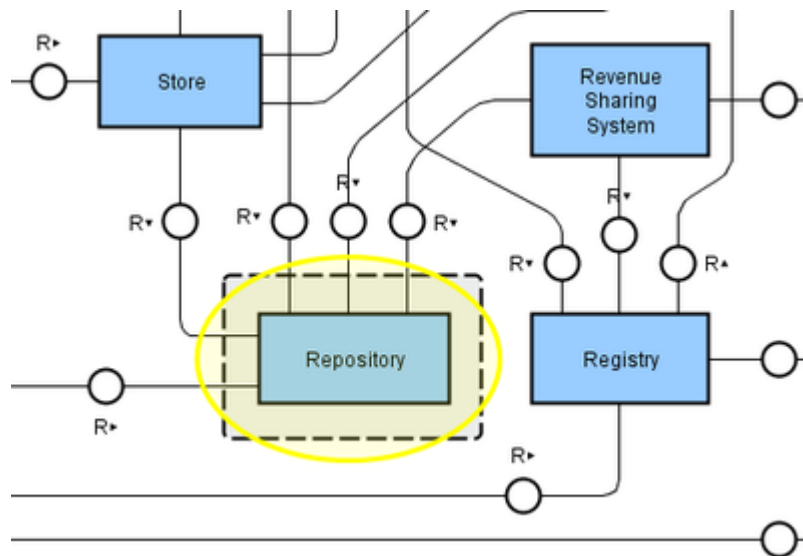 R▸
Store
Revenue
Sharing
System
R▾
R▾
R▾
R▾
R▾
R▾
R▴
Repository
Registry
R▸
R▸